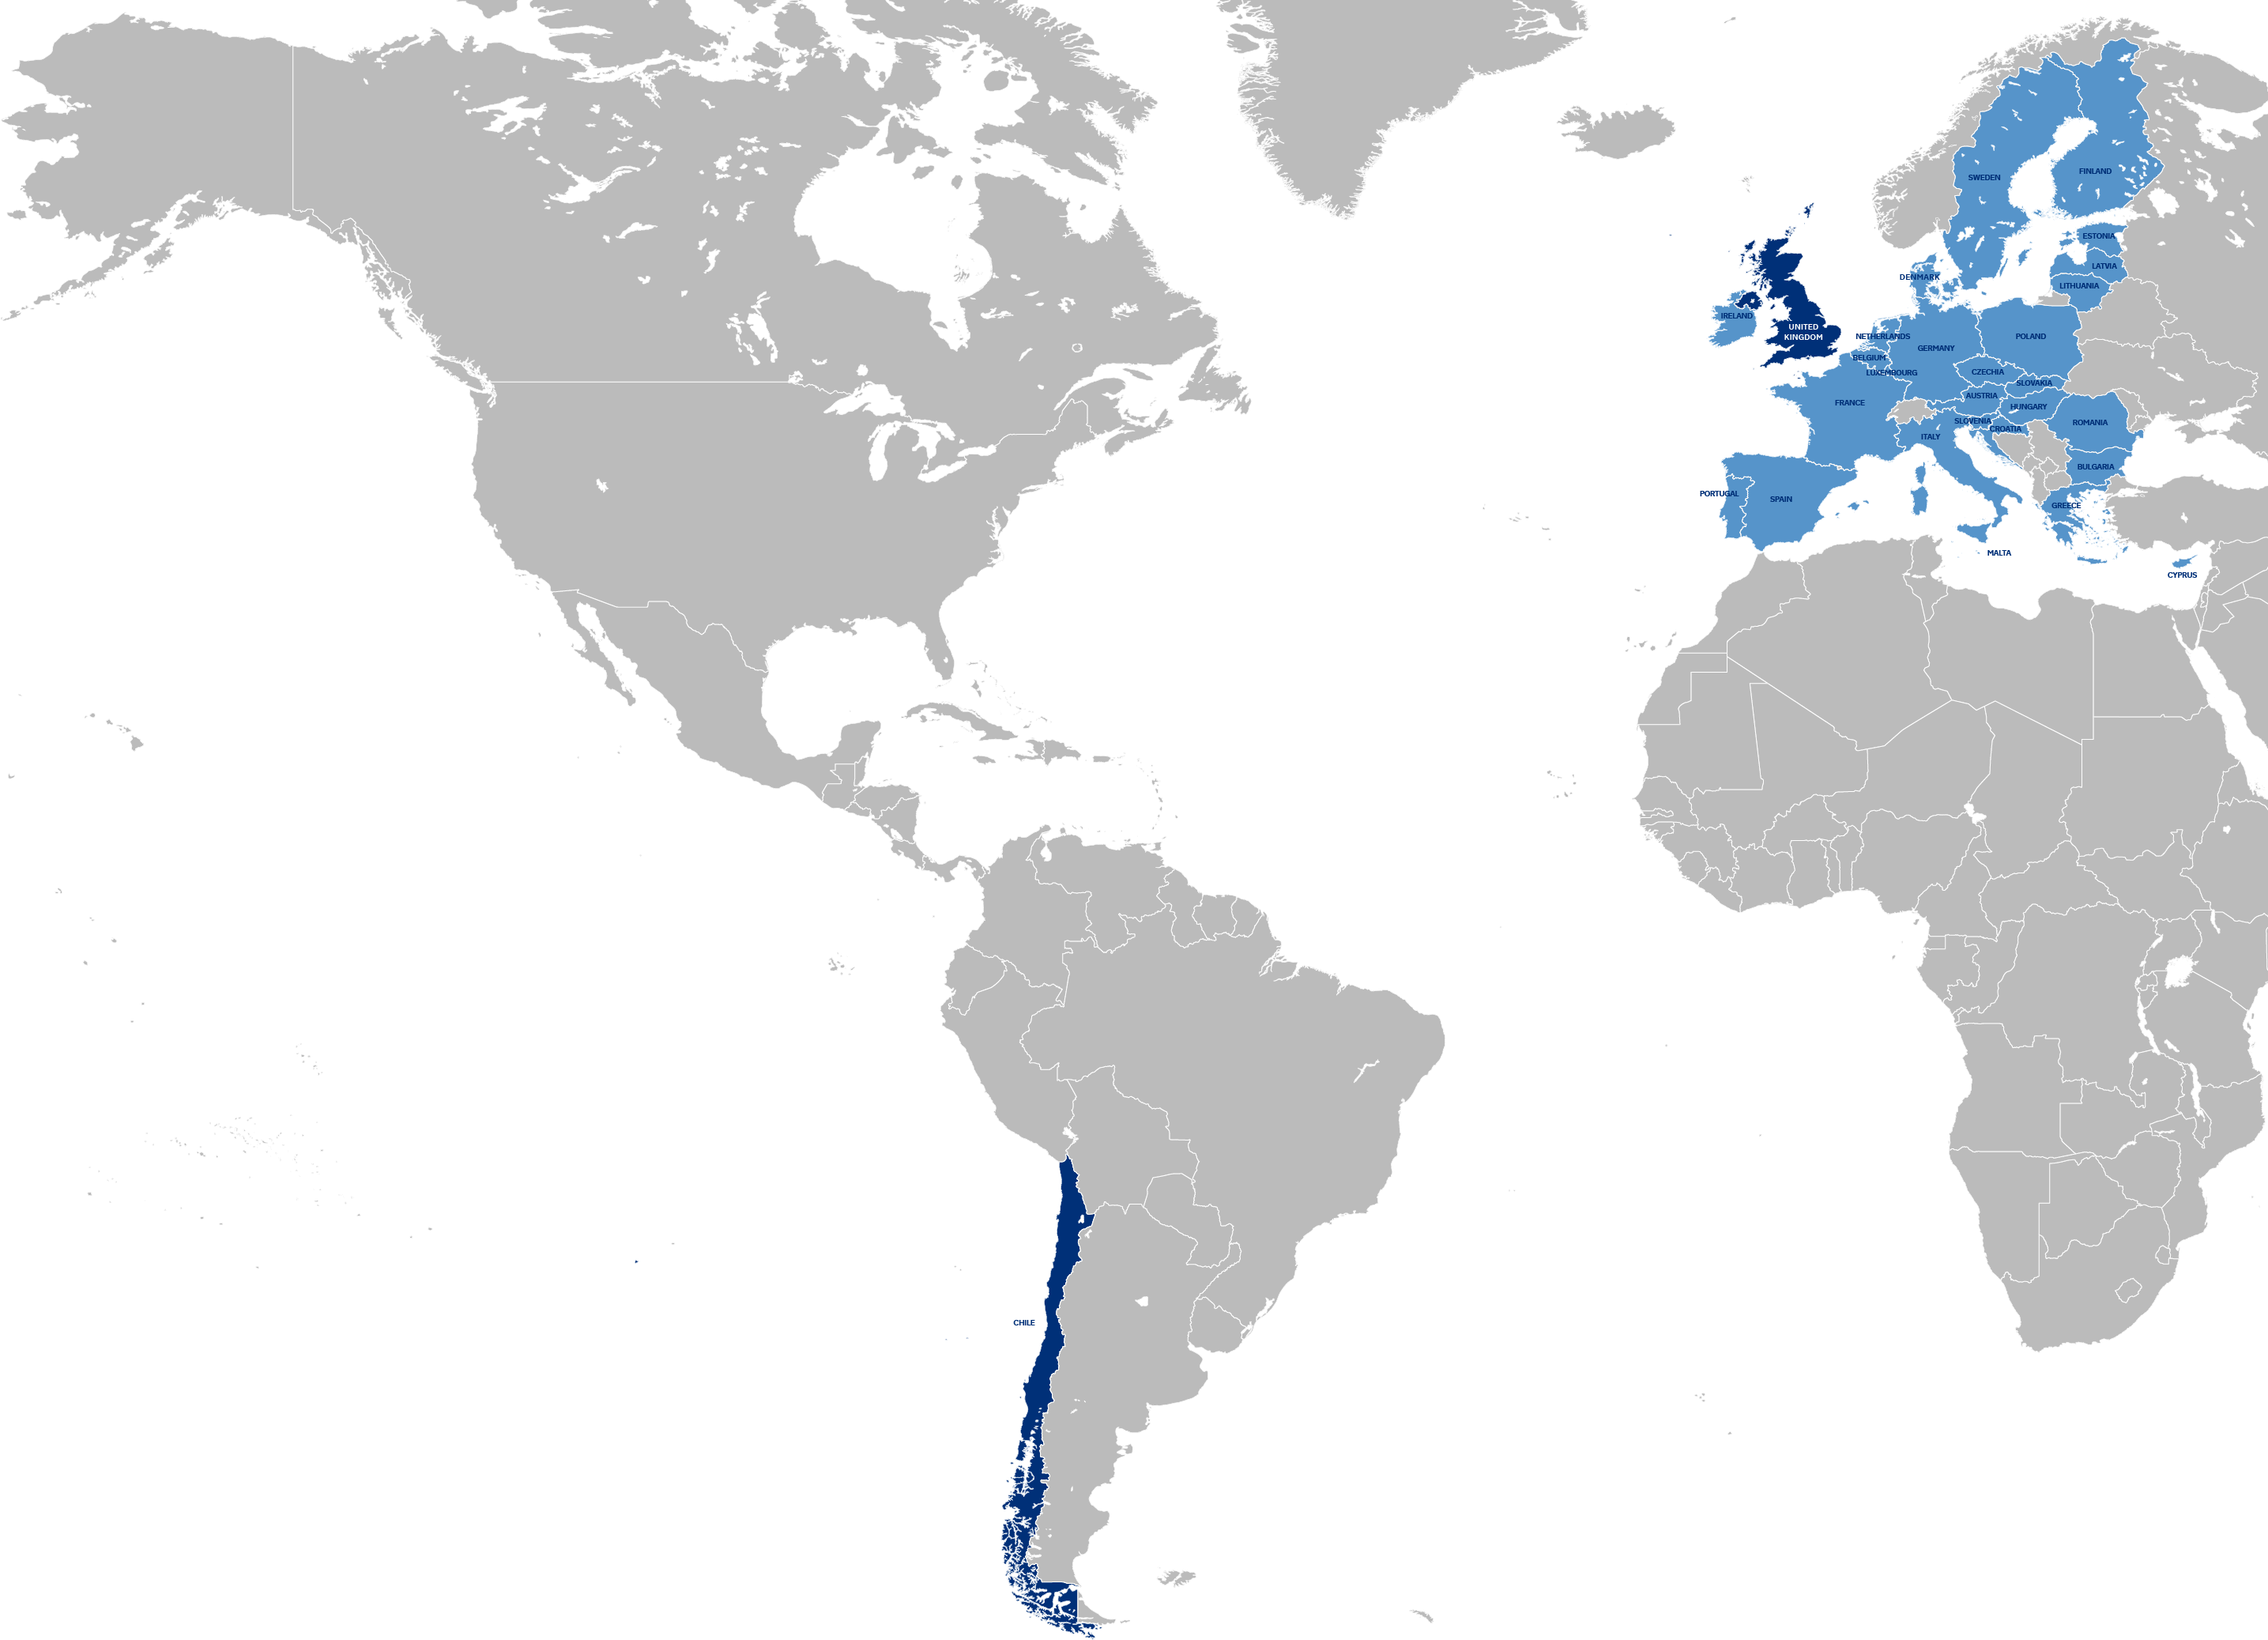 FINLAND
SWEDEN
ESTONIA
LATVIA
DENMARK
LITHUANIA
IRELAND
UNITED
KINGDOM
NETHERLANDS
POLAND
GERMANY
BELGIUM
LUXEMBOURG
CZECHIA
SLOVAKIA
AUSTRIA
FRANCE
HUNGARY
SLOVENIA
ROMANIA
CROATIA
ITALY
BULGARIA
PORTUGAL
SPAIN
GREECE
MALTA
CYPRUS
CHILE